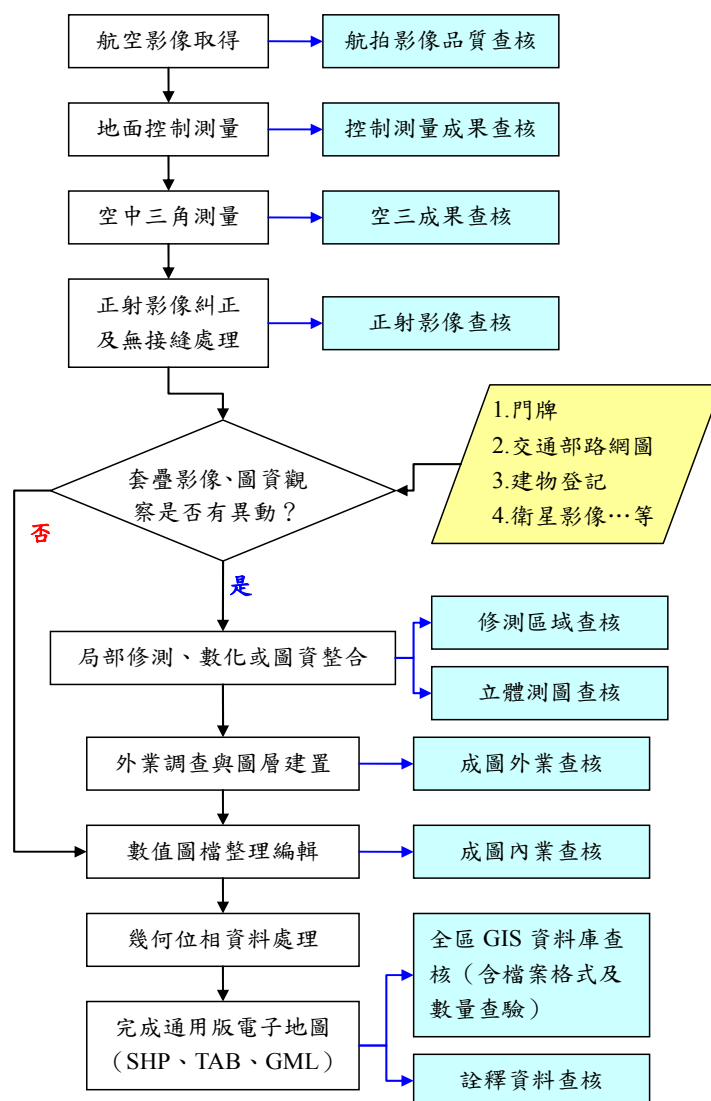 航空影像取得
航拍影像品質查核
地面控制測量
控制測量成果查核
空中三角測量
空三成果查核
正射影像糾正
及無接縫處理
正射影像查核
1.門牌
2.交通部路網圖
3.建物登記
4.衛星影像…等
套疊影像、圖資觀
察是否有異動？
否
是
局部修測、數化或圖資整合
修測區域查核
立體測圖查核
外業調查與圖層建置
成圖外業查核
數值圖檔整理編輯
成圖內業查核
幾何位相資料處理
全區 GIS 資料庫查
核（含檔案格式及
數量查驗）
完成通用版電子地圖
（SHP、TAB、GML）
詮釋資料查核